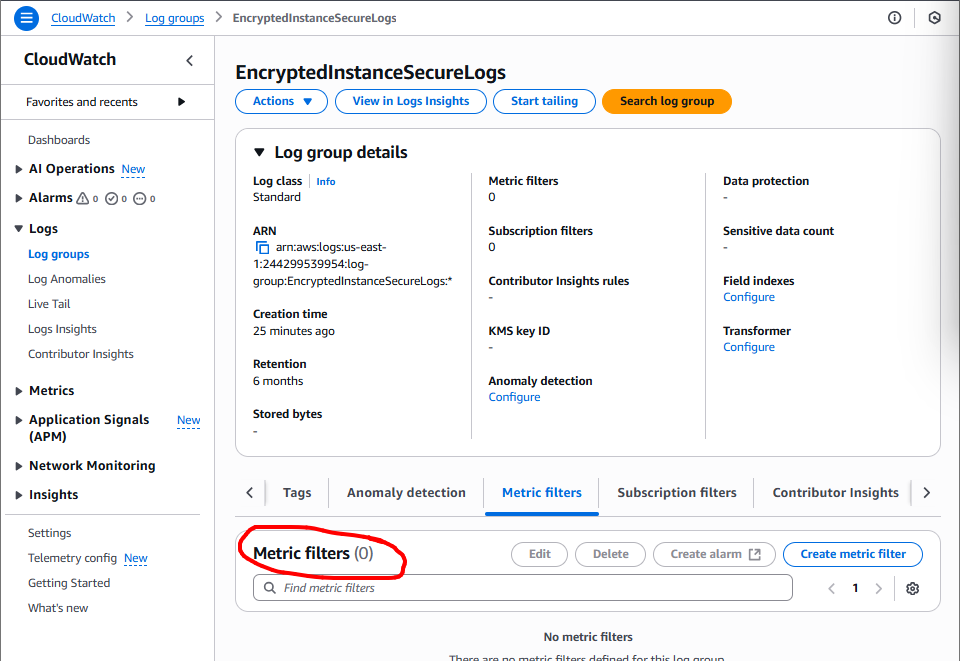 CloudWatch > Log groups > EncryptedInstanceSecureLogs
CloudWatch
Favorites and recents
Dashboards
AI Operations New
Alarms 0 0 0
Logs
Log groups
Log Anomalies
Live Tail
Logs Insights
Contributor Insights
Metrics
Application Signals New
(APM)
Network Monitoring
Insights
Settings
Telemetry config New
Getting Started
What's new
EncryptedInstanceSecureLogs
Actions View in Logs Insights Start tailing Search log group
Log group details
Log class Info
Standard
ARN
arn:aws:logs:us-east-
1:244299539954:log-
group:EncryptedInstanceSecureLogs:*
Creation time
25 minutes ago
Retention
6 months
Stored bytes
-
Metric filters
0
Subscription filters
0
Contributor Insights rules
-
KMS key ID
-
Anomaly detection
Configure
Data protection
-
Sensitive data count
-
Field indexes
Configure
Transformer
Configure
Tags Anomaly detection Metric filters Subscription filters Contributor Insights
Metric filters (0) Edit Delete Create alarm Create metric filter
Find metric filters 1
No metric filters
There are no metric filters defined for this log group